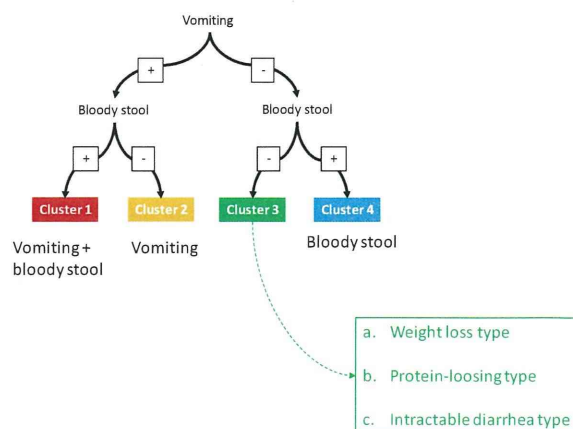 Vomiting
+
-
Bloody stool
Bloody stool
+
-
-
+
Cluster 1
Cluster 2
Cluster 3
Cluster 4
Vomiting +
bloody stool
Vomiting
Bloody stool
a. Weight loss type
b. Protein-loosing type
c. Intractable diarrhea type